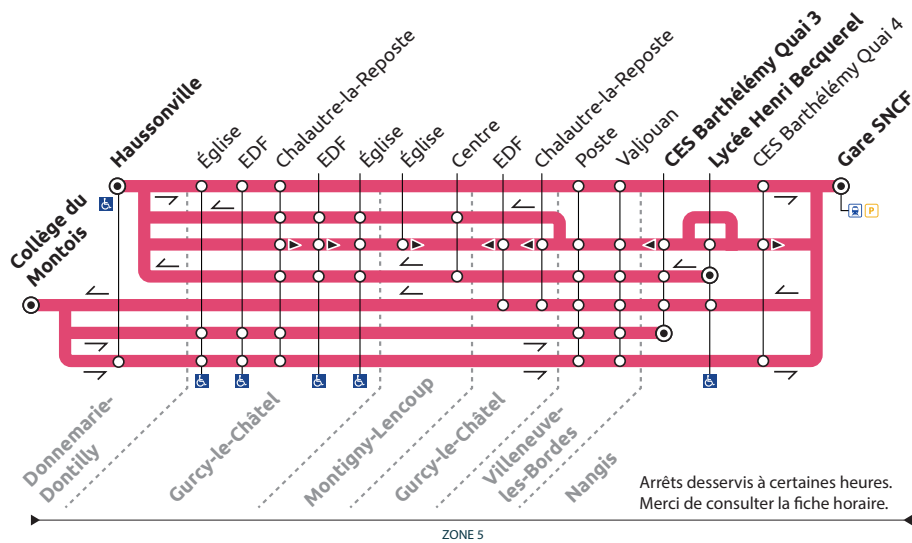 Collège du
Montois
Haussonville
Église
EDF
Chalautre-la-Reposte
EDF
Église
Église
Centre
EDF
Chalautre-la-Reposte
Poste
Valjouan
CES Barthélémy Quai 3
Lycée Henri Becquerel
CES Barthélémy Quai 4
Gare SNCF
P
Donnemarie-
Dontilly
Gurcy-le-Châtel
Montigny-Lencoup
Gurcy-le-Châtel
Villeneuve-
les-Bordes
Nangis
Arrêts desservis à certaines heures.
Merci de consulter la fiche horaire.
ZONE 5